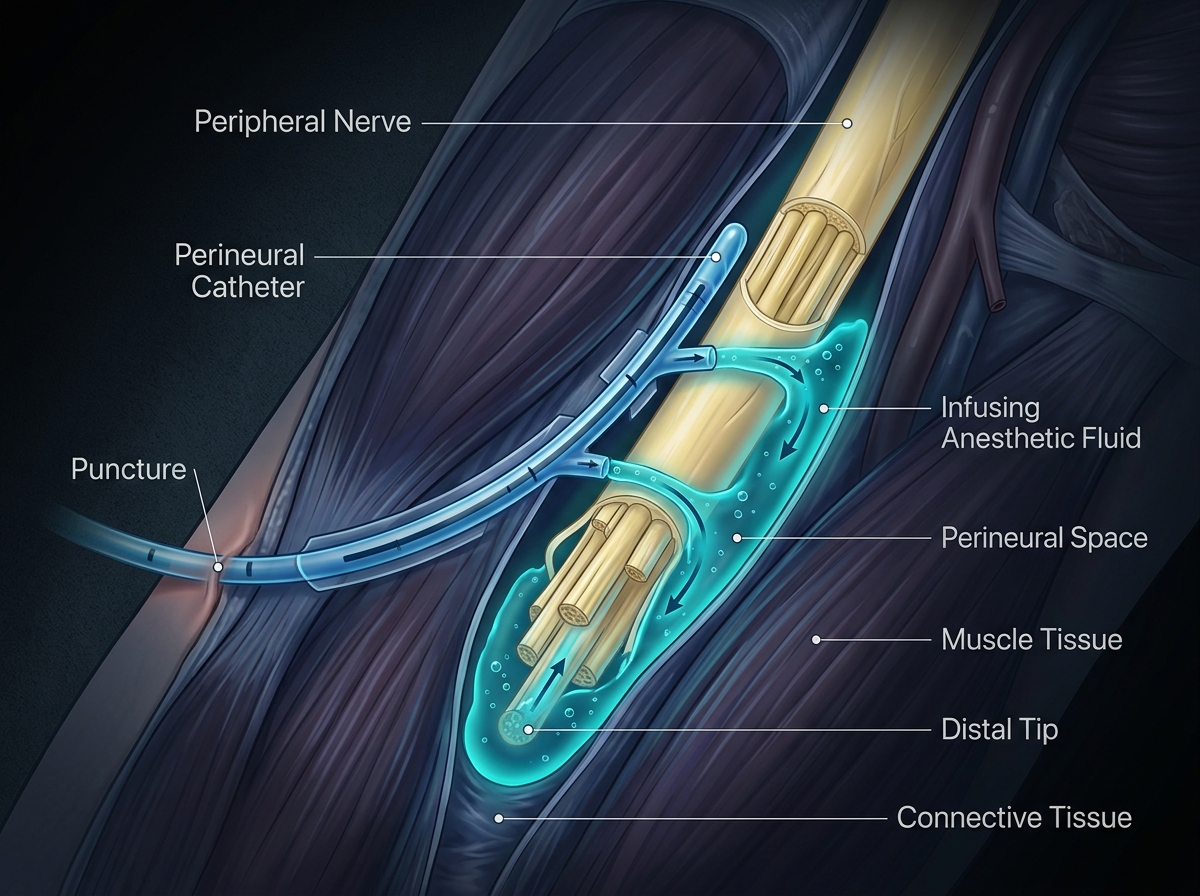 Peripheral Nerve
Perineural
Catheter
Puncture
Infusing
Anesthetic Fluid
Perineural Space
Muscle Tissue
Distal Tip
Connective Tissue